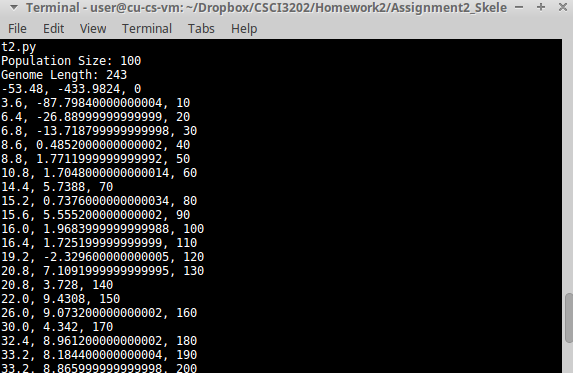 Terminal - user@cu-cs-vm: ~/Dropbox/CSCI3202/Homework2/Assignment2_Skele
File Edit View Terminal Tabs Help
t2.py
Population Size: 100
Genome Length: 243
-53.48, -433.9824, 0
3.6, -87.79840000000004, 10
6.4, -26.88999999999999, 20
6.8, -13.718799999999998, 30
8.6, 0.4852000000000002, 40
8.8, 1.7711999999999992, 50
10.8, 1.7048000000000014, 60
14.4, 5.7388, 70
15.2, 0.7376000000000034, 80
15.6, 5.555200000000002, 90
16.0, 1.9683999999999988, 100
16.4, 1.725199999999999, 110
19.2, -2.329600000000005, 120
20.8, 7.1091999999999995, 130
20.8, 3.728, 140
22.0, 9.4308, 150
26.0, 9.073200000000002, 160
30.0, 4.342, 170
32.4, 8.961200000000002, 180
33.2, 8.184400000000004, 190
33.2, 8.865999999999998, 200